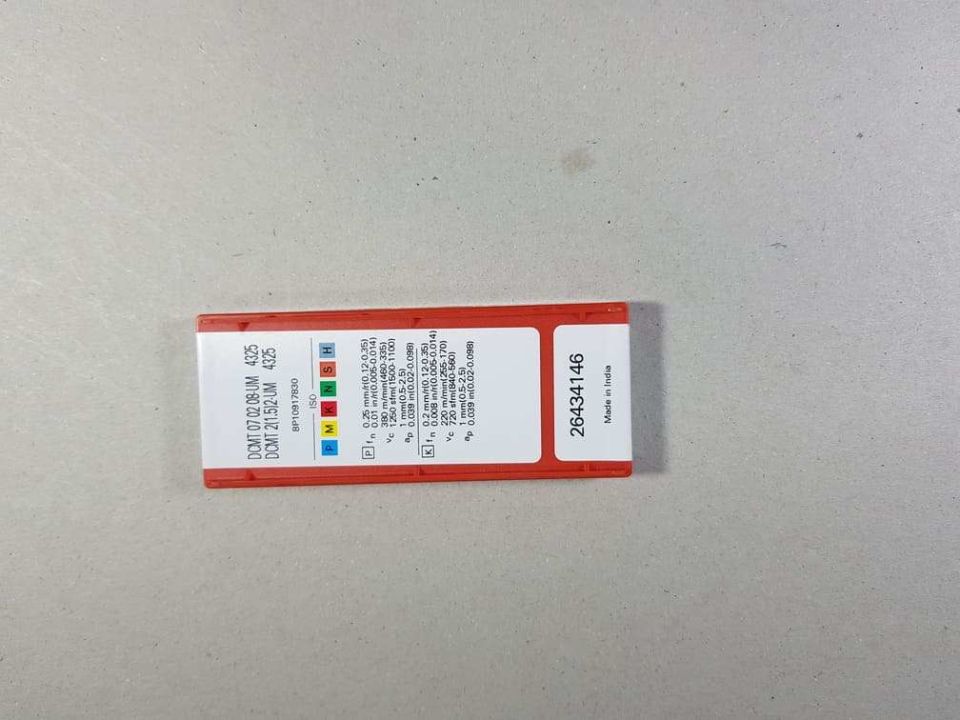 DCMT 07 02 08-UM 4325
DCMT 2(1.5)2-UM 4325
8P10917830
ISO
P M K N S H
P fn 0.25 mm/r(0.12-0.35)
0.01 in/r(0.005-0.014)
vc 380 m/min(460-335)
1250 sfm(1500-1100)
ap 1 mm(0.5-2.5)
0.039 in(0.02-0.098)
K fn 0.2 mm/r(0.12-0.35)
0.008 in/r(0.005-0.014)
vc 220 m/min(255-170)
720 sfm(840-560)
ap 1 mm(0.5-2.5)
0.039 in(0.02-0.098)
26434146
Made in India